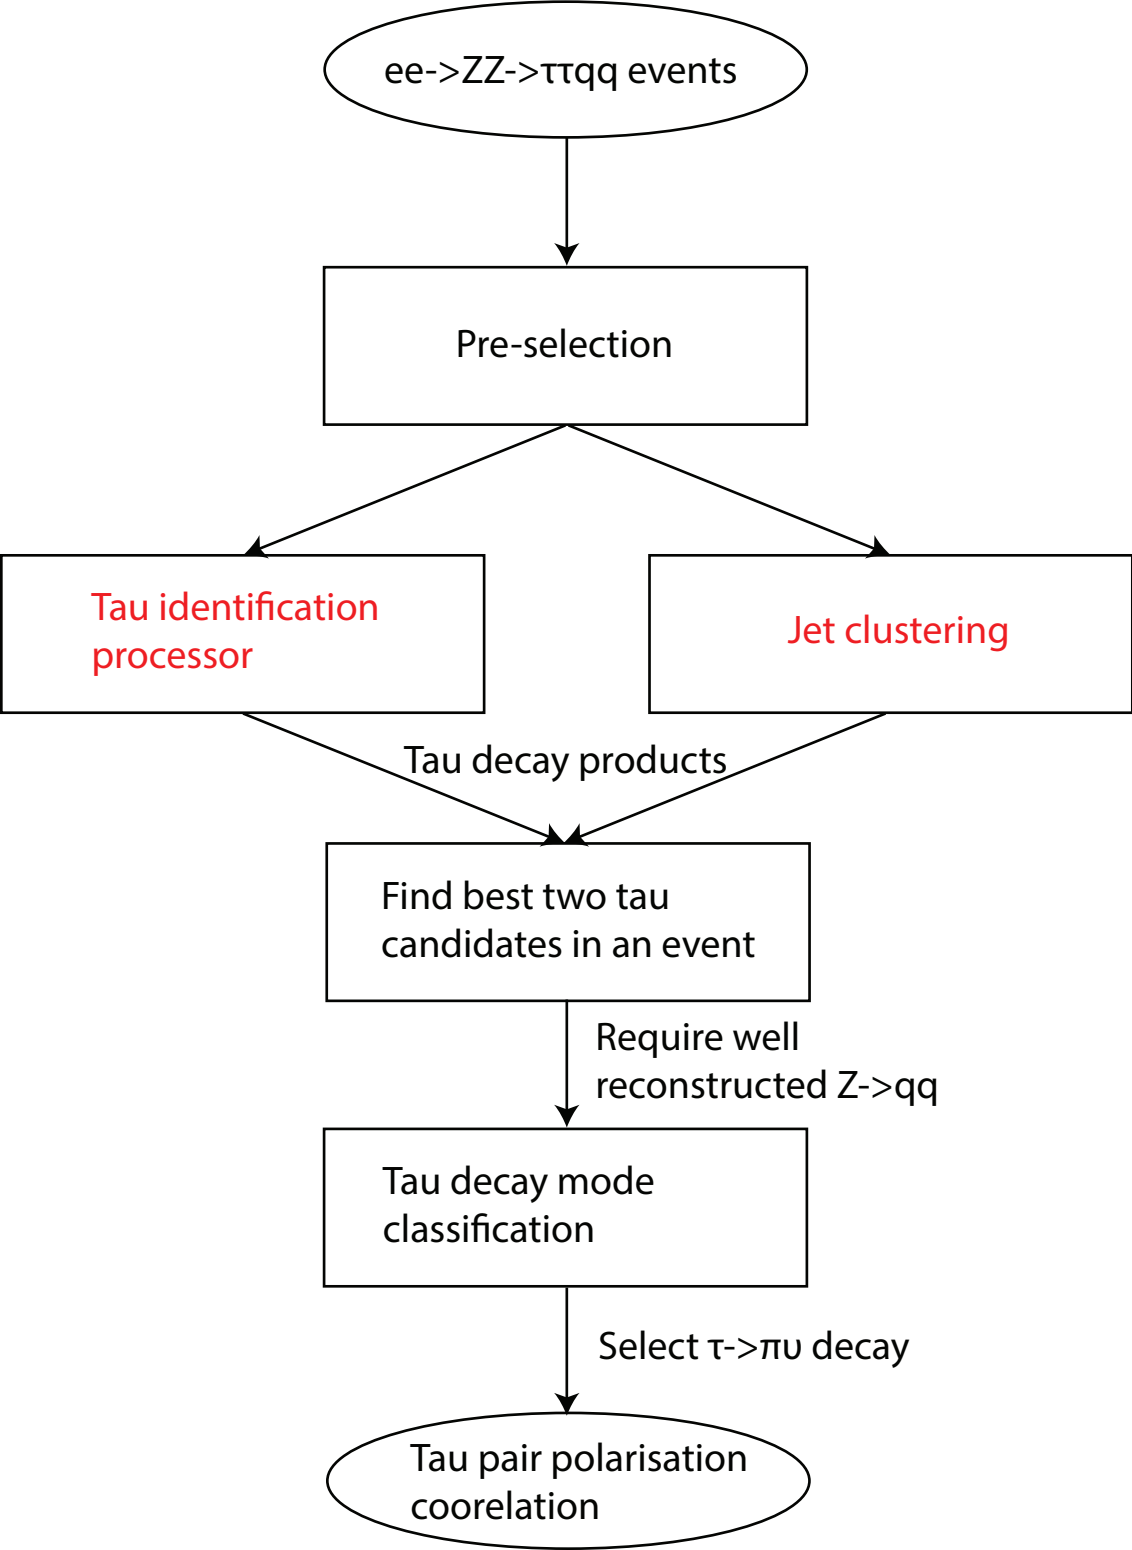 ee->ZZ->ττqq events
Pre-selection
Tau identification
processor
Jet clustering
Tau decay products
Find best two tau
candidates in an event
Require well
reconstructed Z->qq
Tau decay mode
classification
Select τ->πυ decay
Tau pair polarisation
coorelation